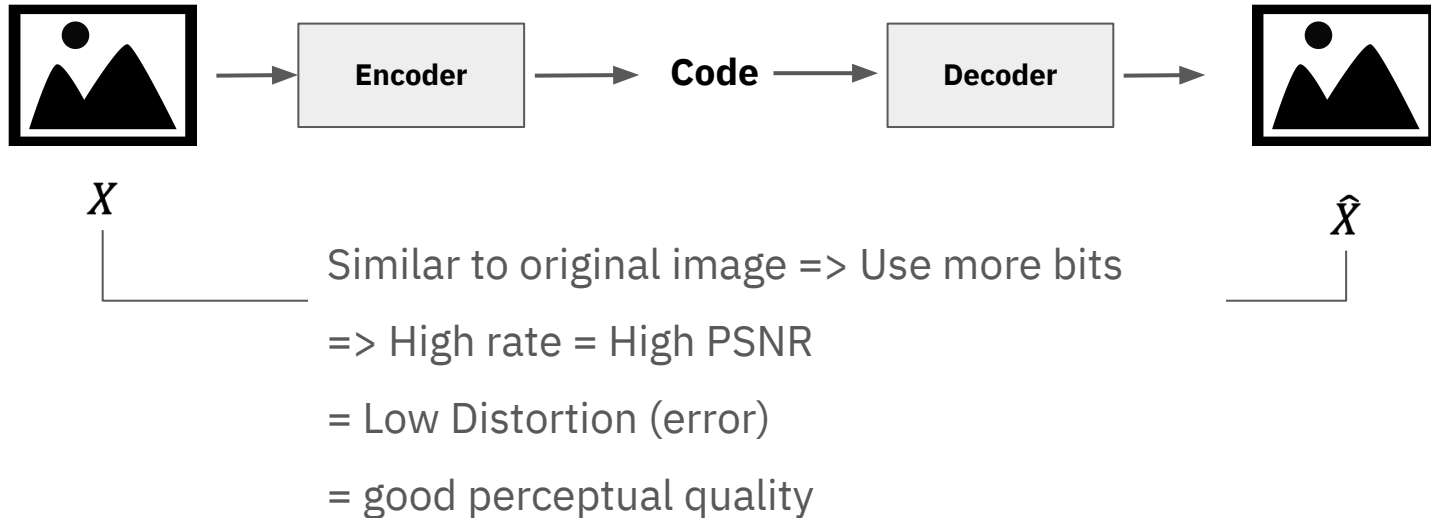 Encoder
Code
Decoder
X
X̂
Similar to original image => Use more bits
=> High rate = High PSNR
= Low Distortion (error)
= good perceptual quality